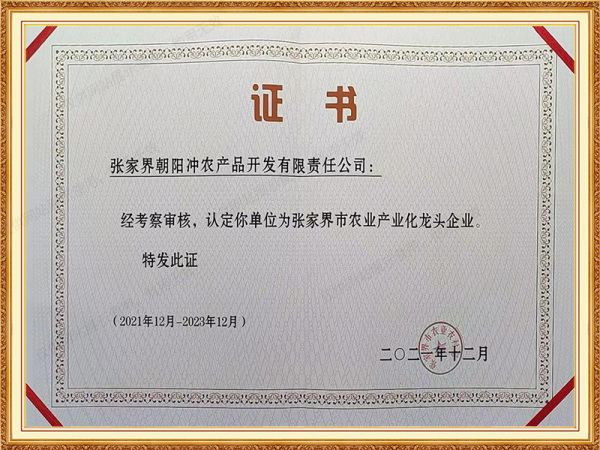 证书
张家界朝阳冲农产品开发有限责任公司：
经考察审核，认定你单位为张家界市农业产业化龙头企业。
特发此证
（2021年12月-2023年12月）
二〇二一年十二月